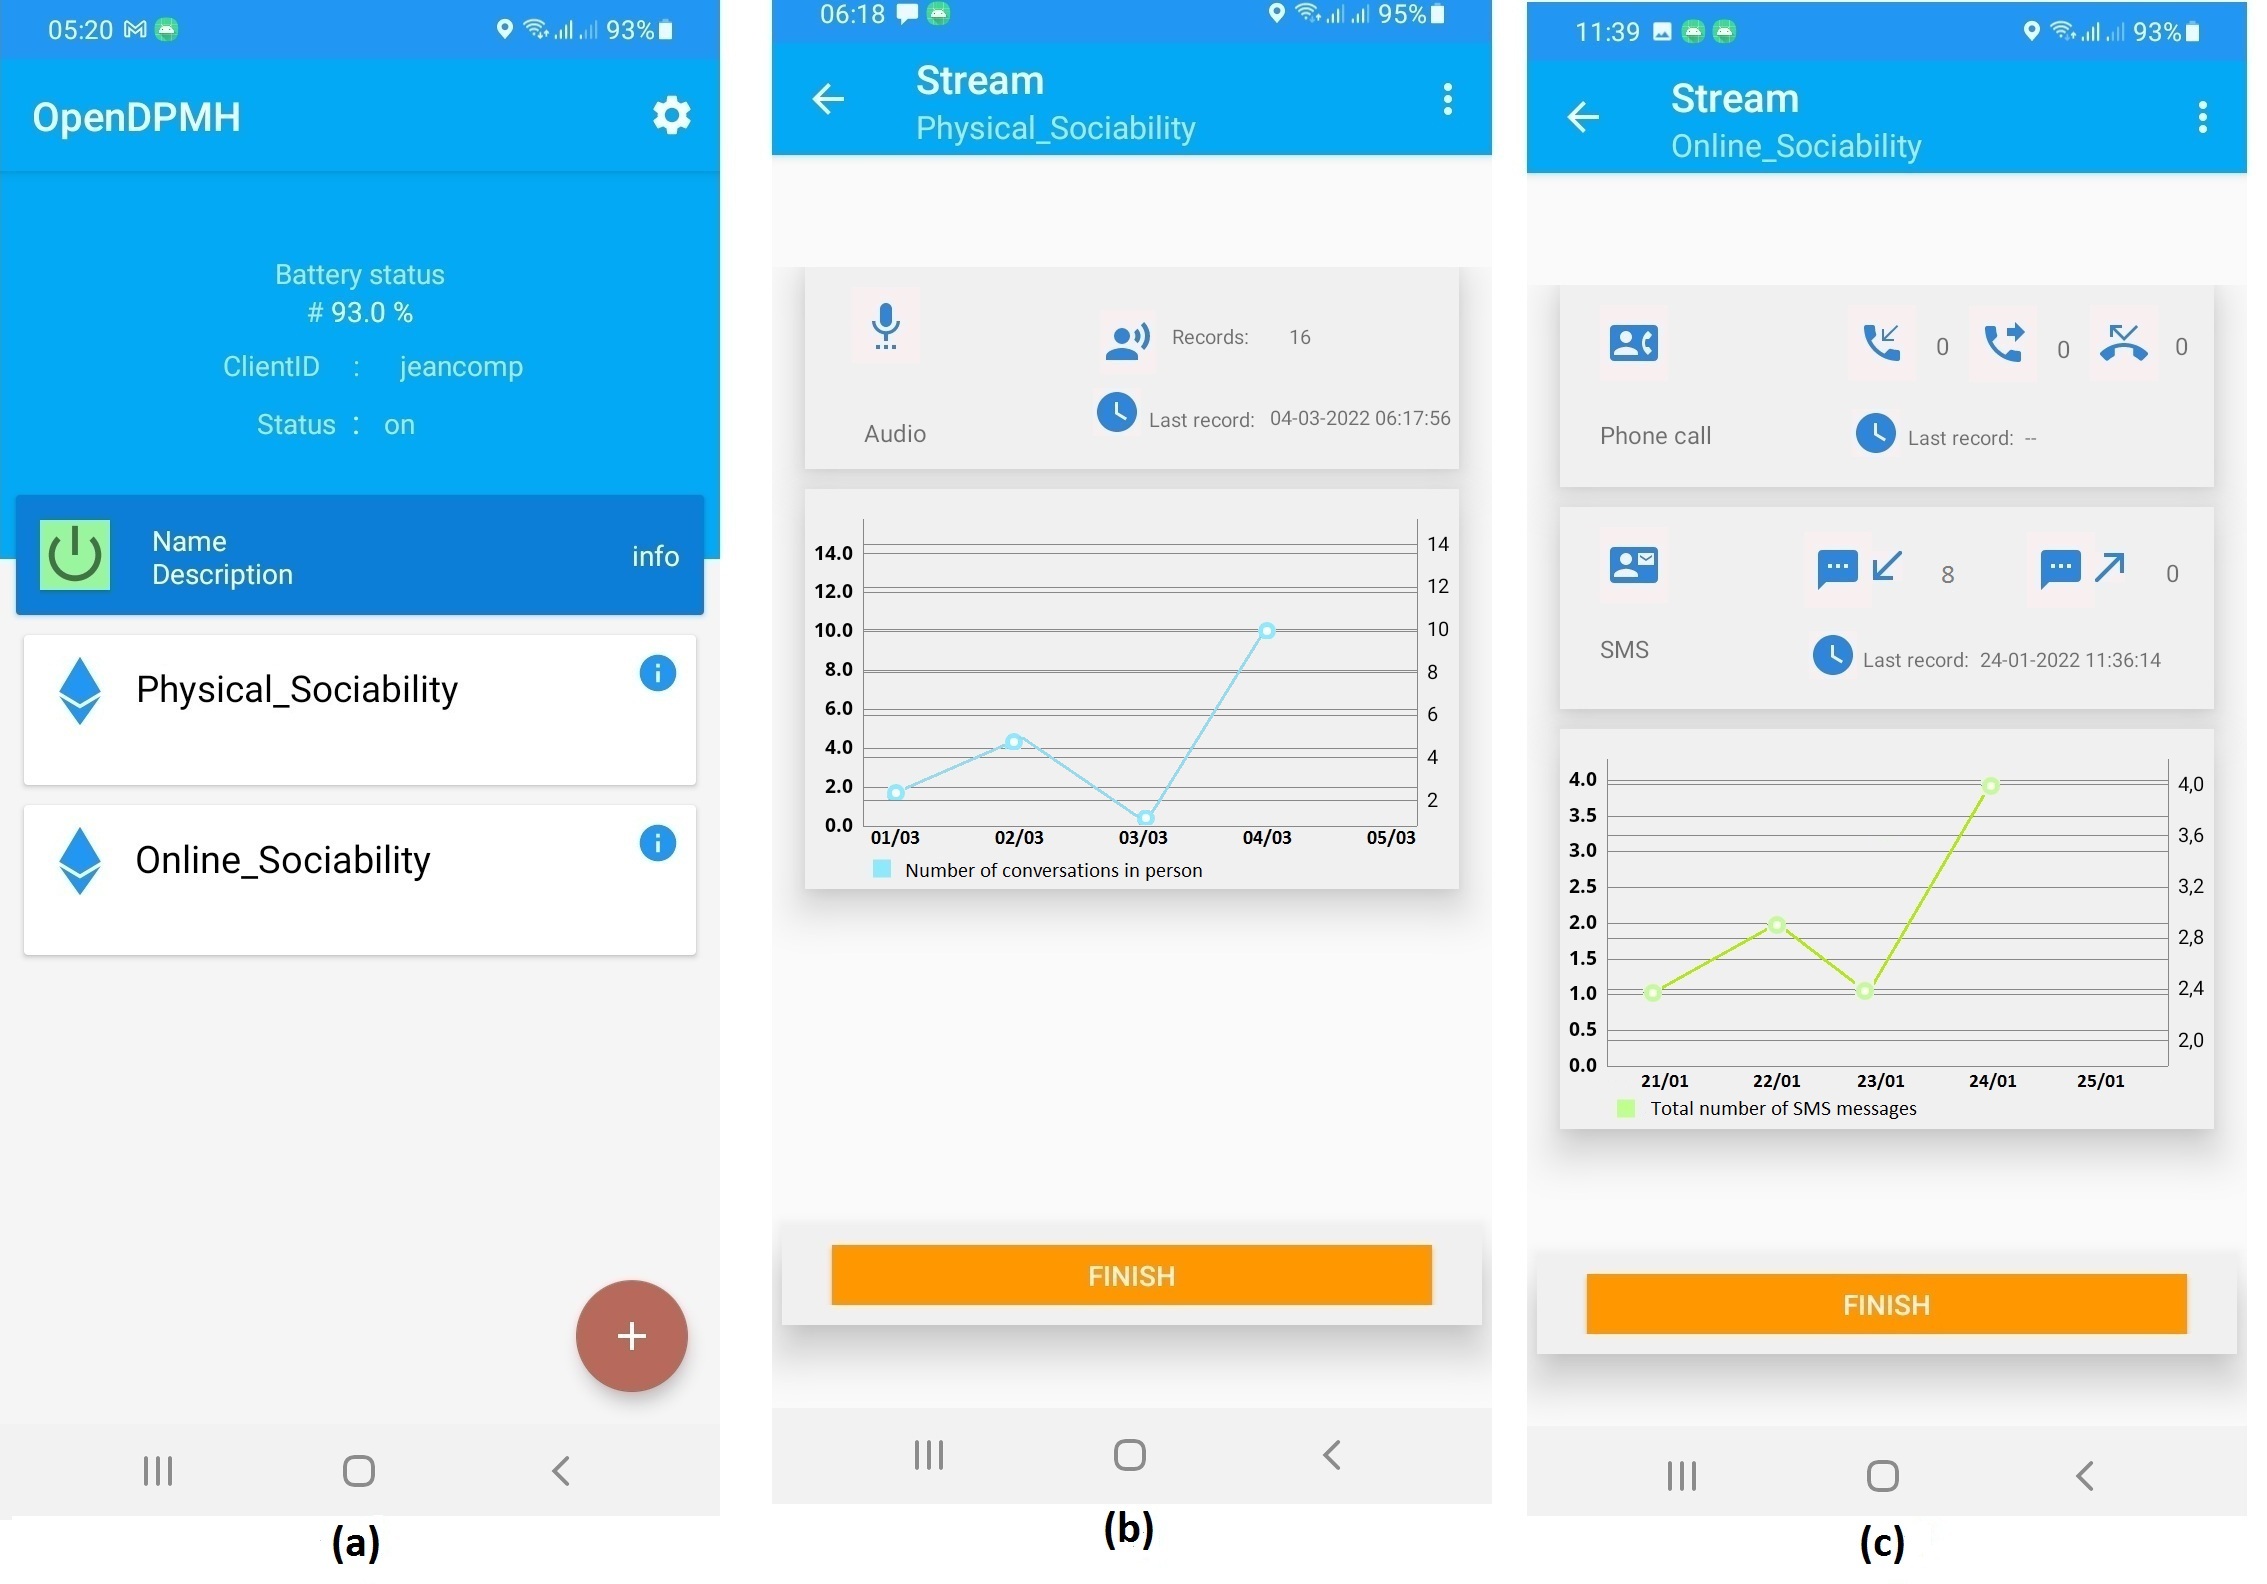 05:20 93%
OpenDPMH
Battery status
# 93.0 %
ClientID : jeancomp
Status : on
Name
Description
info
Physical_Sociability
Online_Sociability
+
(a)
06:18 95%
Stream
Physical_Sociability
Records: 16
Last record: 04-03-2022 06:17:56
Audio
14.0
12.0
10.0
8.0
6.0
4.0
2.0
0.0
14
12
10
8
6
4
2
01/03 02/03 03/03 04/03 05/03
Number of conversations in person
FINISH
(b)
11:39 93%
Stream
Online_Sociability
0 0 0
Phone call
Last record: --
8 0
SMS
Last record: 24-01-2022 11:36:14
4.0
3.5
3.0
2.5
2.0
1.5
1.0
0.5
0.0
4,0
3,6
3,2
2,8
2,4
2,0
21/01 22/01 23/01 24/01 25/01
Total number of SMS messages
FINISH
(c)